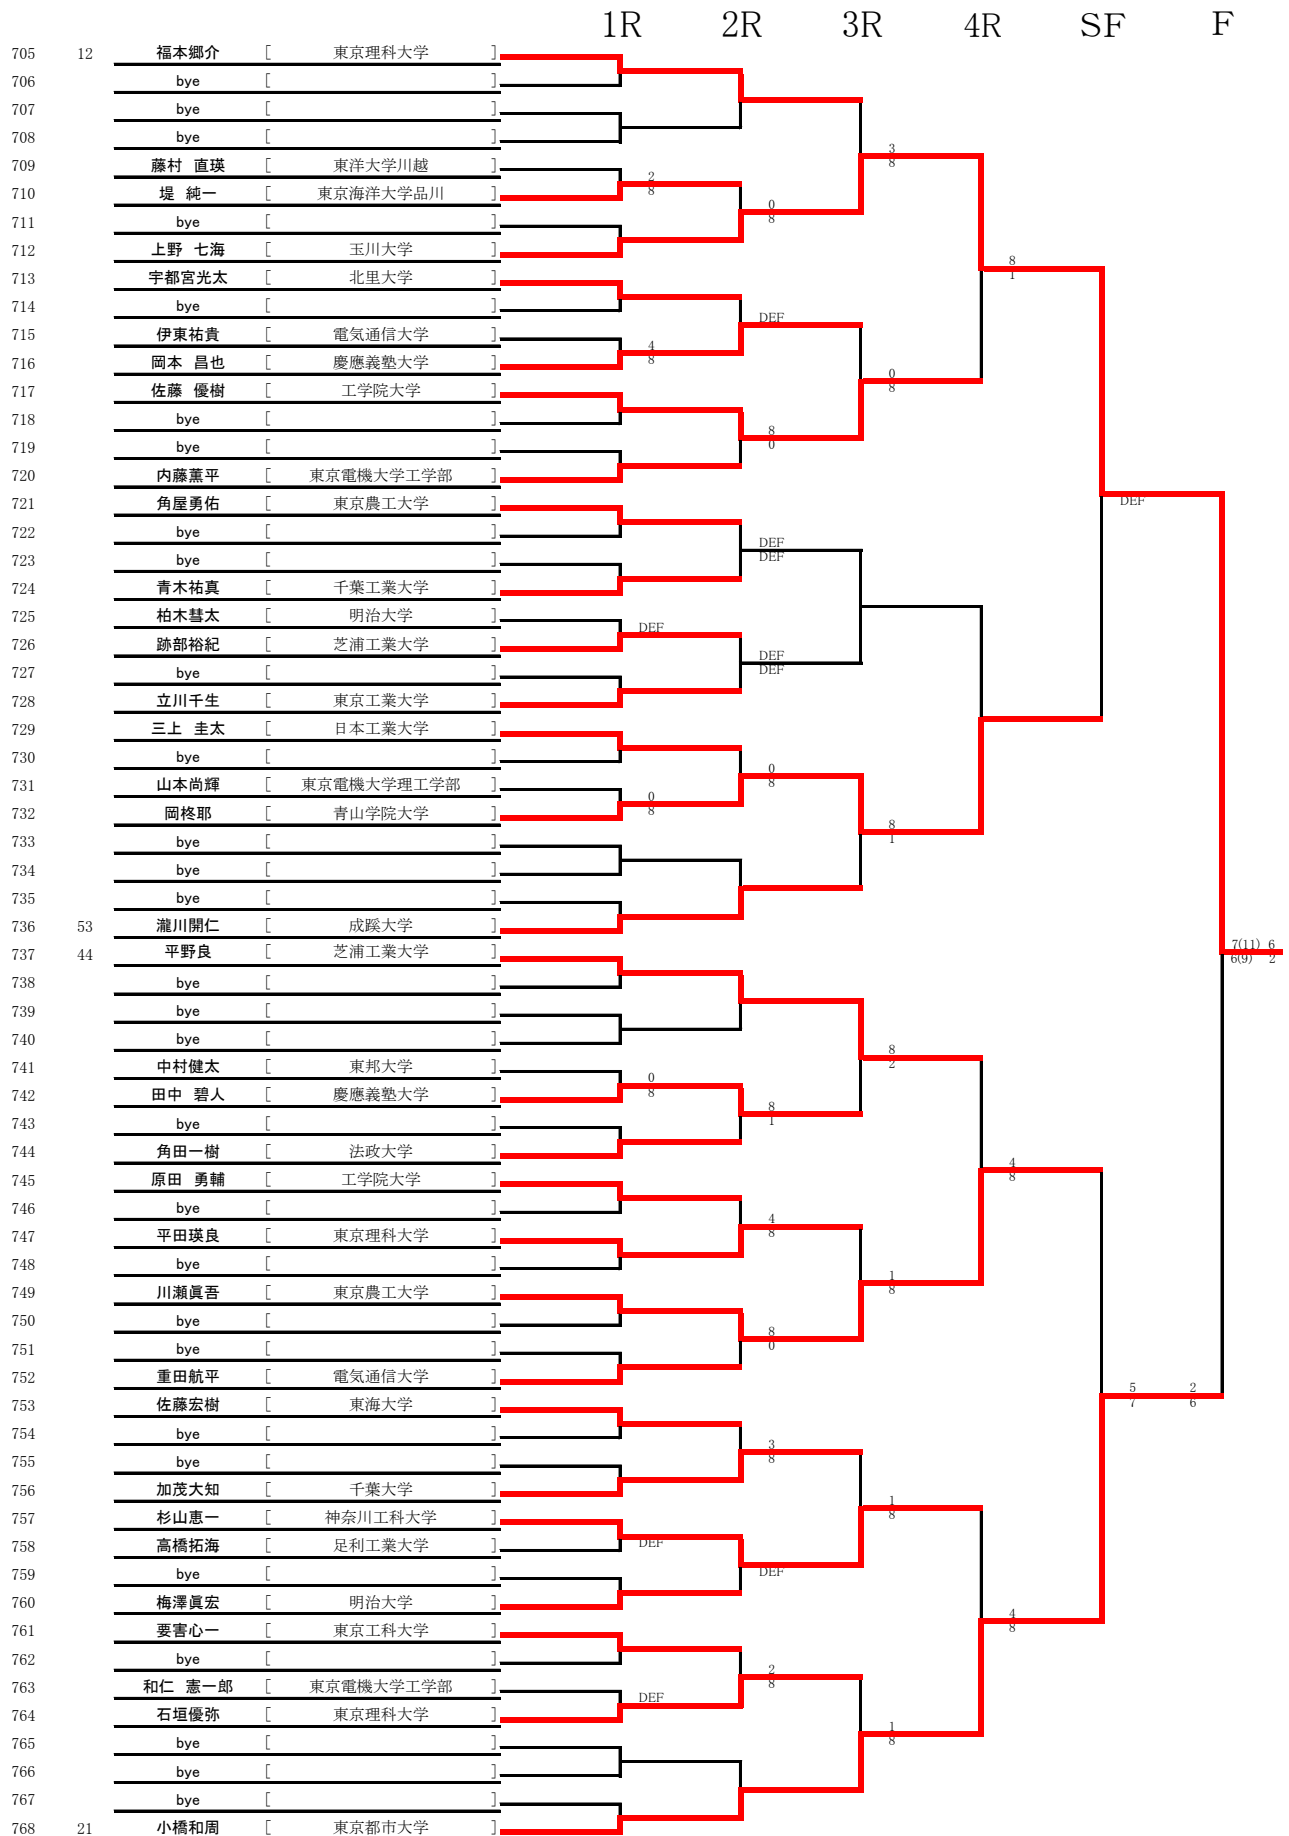 1R 2R 3R 4R SF F
705 12 福本郷介 [ 東京理科大学 ]
706 bye [ ]
707 bye [ ]
708 bye [ ]
3
8
709 藤村 直瑛 [ 東洋大学川越 ]
2
8
710 堤 純一 [ 東京海洋大学品川 ]
0
8
711 bye [ ]
712 上野 七海 [ 玉川大学 ]
8
1
713 宇都宮光太 [ 北里大学 ]
714 bye [ ]
DEF
715 伊東祐貴 [ 電気通信大学 ]
4
8
716 岡本 昌也 [ 慶應義塾大学 ]
0
8
717 佐藤 優樹 [ 工学院大学 ]
718 bye [ ]
8
0
719 bye [ ]
720 内藤薫平 [ 東京電機大学工学部 ]
721 角屋勇佑 [ 東京農工大学 ]
DEF
722 bye [ ]
DEF
DEF
723 bye [ ]
724 青木祐真 [ 千葉工業大学 ]
725 柏木彗太 [ 明治大学 ]
DEF
726 跡部裕紀 [ 芝浦工業大学 ]
DEF
DEF
727 bye [ ]
728 立川千生 [ 東京工業大学 ]
729 三上 圭太 [ 日本工業大学 ]
730 bye [ ]
0
8
731 山本尚輝 [ 東京電機大学理工学部 ]
0
8
732 岡柊耶 [ 青山学院大学 ]
8
1
733 bye [ ]
734 bye [ ]
735 bye [ ]
736 53 瀧川開仁 [ 成蹊大学 ]
7(11) 6
6(9) 2
737 44 平野良 [ 芝浦工業大学 ]
738 bye [ ]
739 bye [ ]
740 bye [ ]
8
2
741 中村健太 [ 東邦大学 ]
0
8
742 田中 碧人 [ 慶應義塾大学 ]
8
1
743 bye [ ]
744 角田一樹 [ 法政大学 ]
4
8
745 原田 勇輔 [ 工学院大学 ]
746 bye [ ]
4
8
747 平田瑛良 [ 東京理科大学 ]
748 bye [ ]
1
8
749 川瀬眞吾 [ 東京農工大学 ]
750 bye [ ]
8
0
751 bye [ ]
752 重田航平 [ 電気通信大学 ]
5 2
7 6
753 佐藤宏樹 [ 東海大学 ]
754 bye [ ]
3
8
755 bye [ ]
756 加茂大知 [ 千葉大学 ]
1
8
757 杉山恵一 [ 神奈川工科大学 ]
DEF
758 高橋拓海 [ 足利工業大学 ]
DEF
759 bye [ ]
760 梅澤眞宏 [ 明治大学 ]
4
8
761 要害心一 [ 東京工科大学 ]
762 bye [ ]
2
8
763 和仁 憲一郎 [ 東京電機大学工学部 ]
DEF
764 石垣優弥 [ 東京理科大学 ]
1
8
765 bye [ ]
766 bye [ ]
767 bye [ ]
768 21 小橋和周 [ 東京都市大学 ]